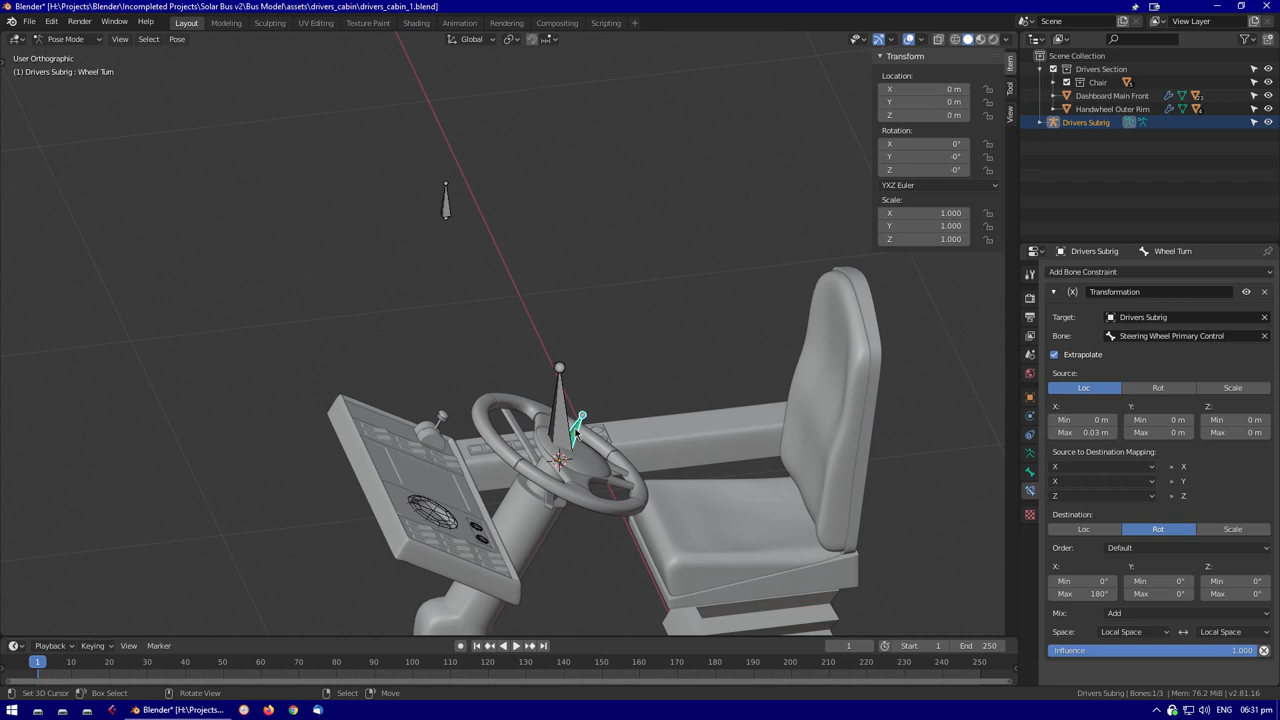 Blender* [H:\Projects\Blender\Incompleted Projects\Solar Bus v2\Bus Model\assets\drivers_cabin\drivers_cabin_1.blend]
File Edit Render Window Help Layout Modeling Sculpting UV Editing Texture Paint Shading Animation Rendering Compositing Scripting Scene View Layer
Pose Mode View Select Pose Global
User Orthographic
(1) Drivers Subrig : Wheel Turn
Transform
Location:
X 0 m
Y 0 m
Z 0 m
Rotation:
X 0°
Y -0°
Z -0°
YXZ Euler
Scale:
X 1.000
Y 1.000
Z 1.000
Item
Tool
View
Scene Collection
Drivers Section
Chair
Dashboard Main Front
Handwheel Outer Rim
Drivers Subrig
Drivers Subrig Wheel Turn
Add Bone Constraint
Transformation
Target: Drivers Subrig
Bone: Steering Wheel Primary Control
Extrapolate
Source:
Loc Rot Scale
X: Y: Z:
Min 0 m Min 0 m Min 0 m
Max 0.03 m Max 0 m Max 0 m
Source to Destination Mapping:
X » X
X » Y
Z » Z
Destination:
Loc Rot Scale
Order: Default
X: Y: Z:
Min 0° Min 0° Min 0°
Max 180° Max 0° Max 0°
Mix: Add
Space: Local Space Local Space
Influence 1.000
Playback Keying View Marker 1 Start 1 End 250
1 10 20 30 40 50 60 70 80 90 100 110 120 130 140 150 160 170 180 190 200 210 220 230 240 250
Set 3D Cursor Box Select Rotate View Select Move Drivers Subrig | Bones:1/3 | Mem: 76.2 MiB | v2.81.16
Blender* [H:\Projects... ENG 06:31 pm